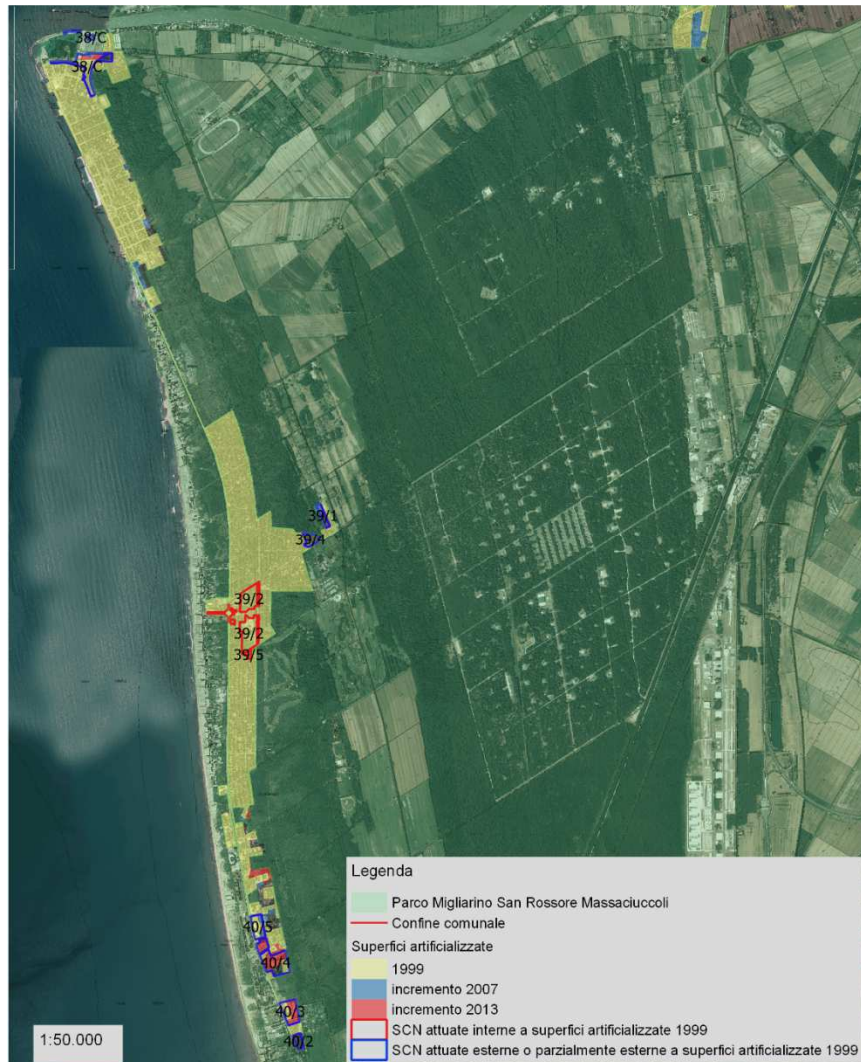 38/C
38/C
39/1
39/4
39/2
39/2
39/5
40/5
40/4
40/3
40/2
Legenda
Parco Migliarino San Rossore Massaciuccoli
Confine comunale
Superfici artificializzate
1999
incremento 2007
incremento 2013
SCN attuate interne a superfici artificializzate 1999
SCN attuate esterne o parzialmente esterne a superfici artificializzate 1999
1:50.000